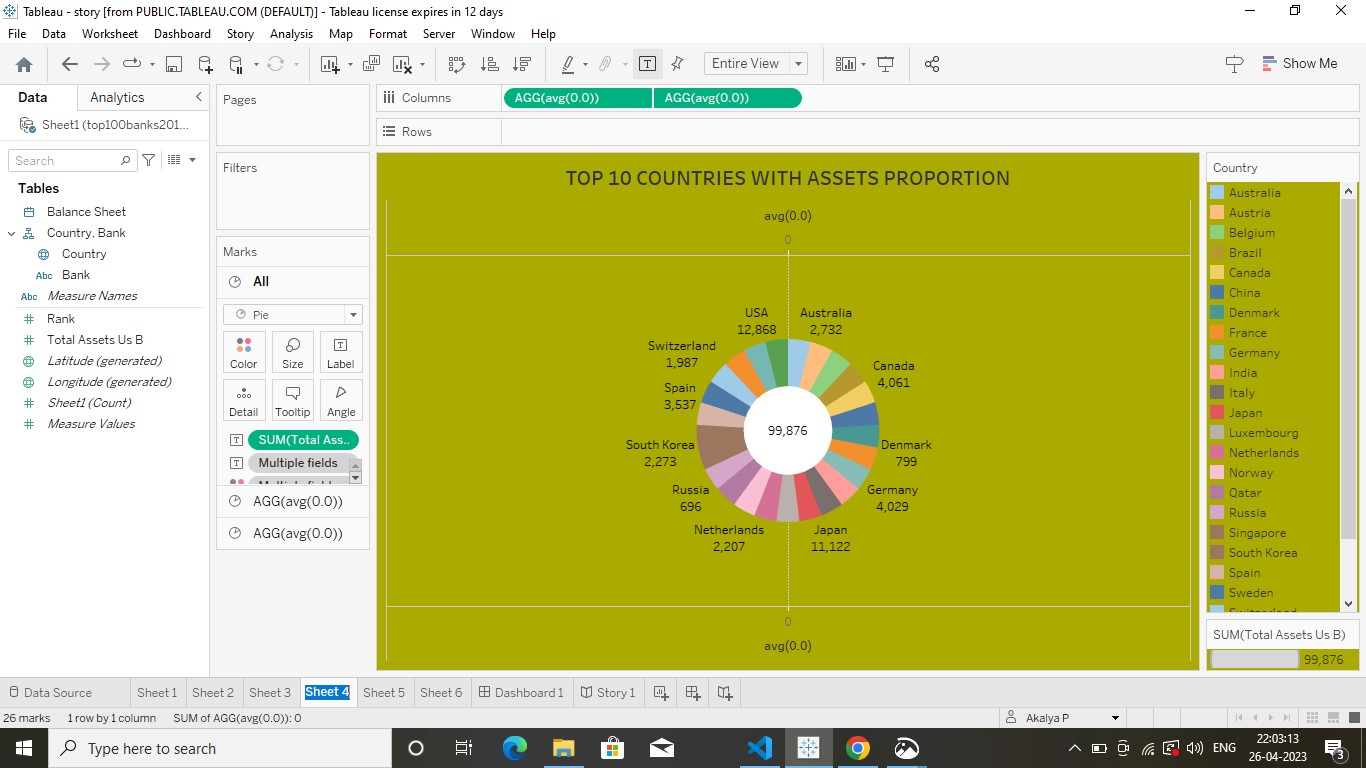 Tableau - story [from PUBLIC.TABLEAU.COM (DEFAULT)] - Tableau license expires in 12 days
File Data Worksheet Dashboard Story Analysis Map Format Server Window Help
Entire View
Show Me
Data Analytics
Sheet1 (top100banks201...
Search
Tables
Balance Sheet
Country, Bank
Country
Abc Bank
Abc Measure Names
Rank
Total Assets Us B
Latitude (generated)
Longitude (generated)
Sheet1 (Count)
Measure Values
Pages
Filters
Marks
All
Pie
Color Size Label
Detail Tooltip Angle
SUM(Total Ass..
Multiple fields
AGG(avg(0.0))
AGG(avg(0.0))
Columns AGG(avg(0.0)) AGG(avg(0.0))
Rows
TOP 10 COUNTRIES WITH ASSETS PROPORTION
avg(0.0)
0
USA
12,868
Australia
2,732
Switzerland
1,987
Canada
4,061
Spain
3,537
99,876
South Korea
2,273
Denmark
799
Russia
696
Germany
4,029
Netherlands
2,207
Japan
11,122
0
avg(0.0)
Country
Australia
Austria
Belgium
Brazil
Canada
China
Denmark
France
Germany
India
Italy
Japan
Luxembourg
Netherlands
Norway
Qatar
Russia
Singapore
South Korea
Spain
Sweden
SUM(Total Assets Us B)
99,876
Data Source Sheet 1 Sheet 2 Sheet 3 Sheet 4 Sheet 5 Sheet 6 Dashboard 1 Story 1
26 marks 1 row by 1 column SUM of AGG(avg(0.0)): 0
Akalya P
Type here to search
ENG
22:03:13
26-04-2023
3